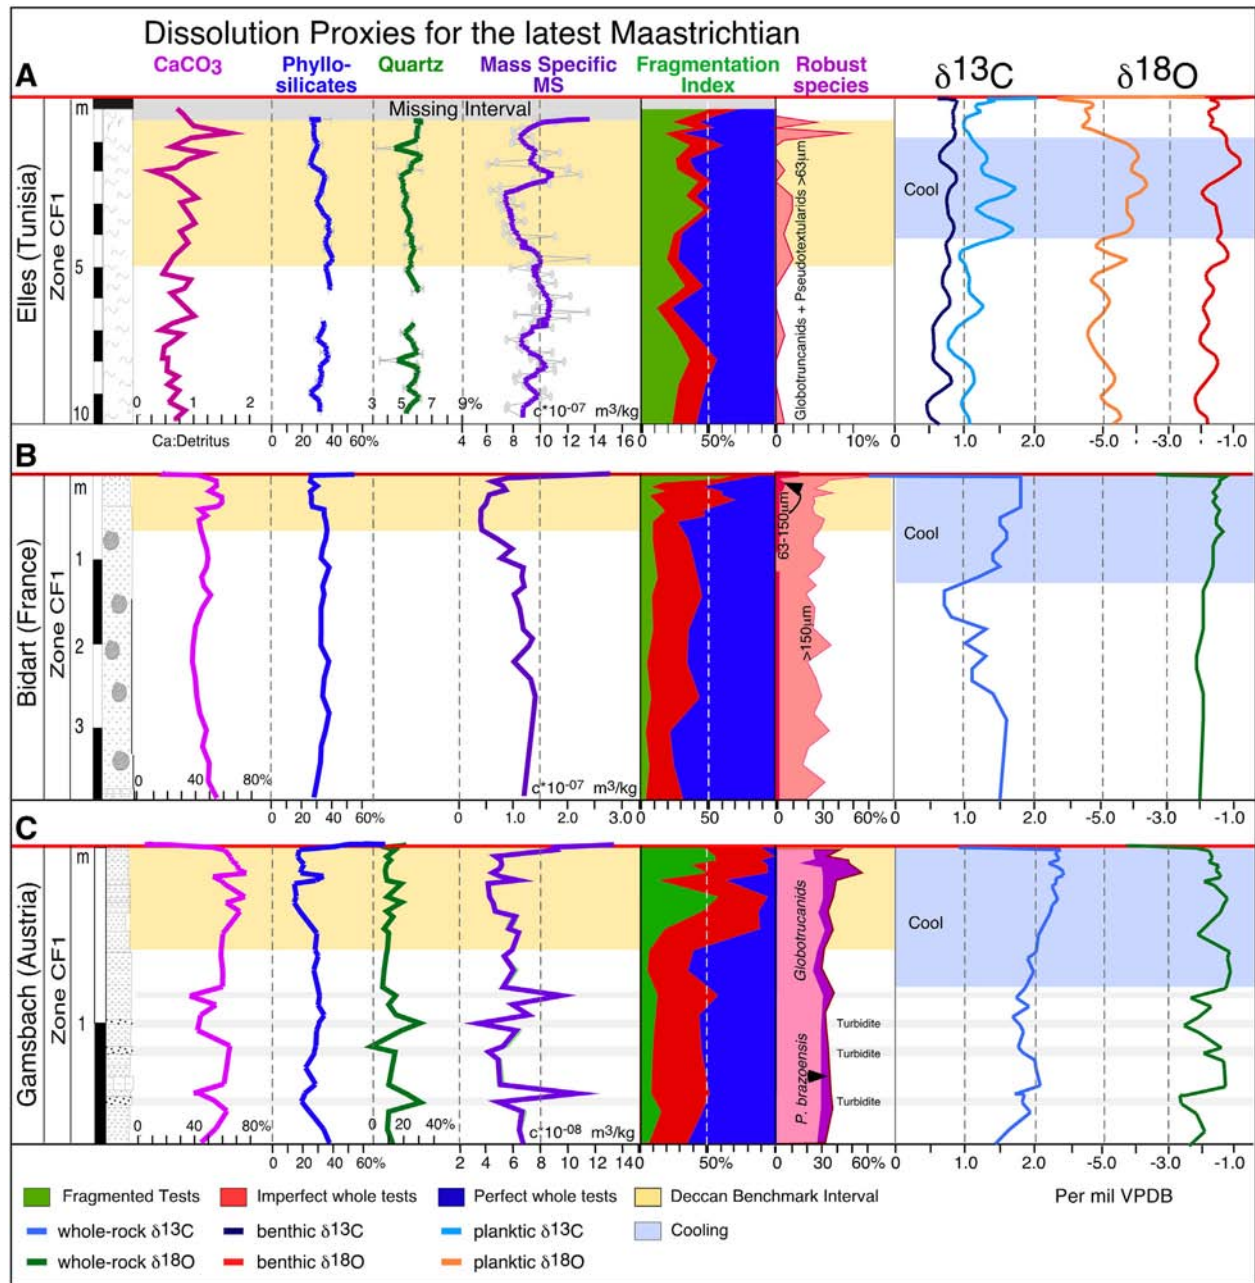 Dissolution Proxies for the latest Maastrichtian
A
CaCO3
Phyllo-
silicates
Quartz
Mass Specific
MS
Fragmentation
Index
Robust
species
δ13C
δ18O
m
Missing Interval
Elles (Tunisia)
Zone CF1
Cool
Globotruncanids + Pseudotextularids >63µm
5
10
0 1 2
3 5 7 9%
c*10-07 m3/kg
Ca:Detritus
0 20 40 60%
4 6 8 10 12 14 16
0 50% 0 10%
0 1.0 2.0 -5.0 -3.0 -1.0
B
m
Bidart (France)
Zone CF1
63-150µm
>150µm
Cool
1
2
3
0 40 80%
c*10-07 m3/kg
0 20 40 60%
0 1.0 2.0 3.0
0 50 0 30 60%
0 1.0 2.0 -5.0 -3.0 -1.0
C
m
Gamsbach (Austria)
Zone CF1
Globotrucanids
P. brazoensis
Cool
1
Turbidite
Turbidite
Turbidite
0 40 80%
0 20 40%
c*10-08 m3/kg
0 20 40 60%
2 4 6 8 10 12 14
0 50% 0 30 60%
0 1.0 2.0 -5.0 -3.0 -1.0
Fragmented Tests
Imperfect whole tests
Perfect whole tests
Deccan Benchmark Interval
Per mil VPDB
whole-rock δ13C
benthic δ13C
planktic δ13C
Cooling
whole-rock δ18O
benthic δ18O
planktic δ18O